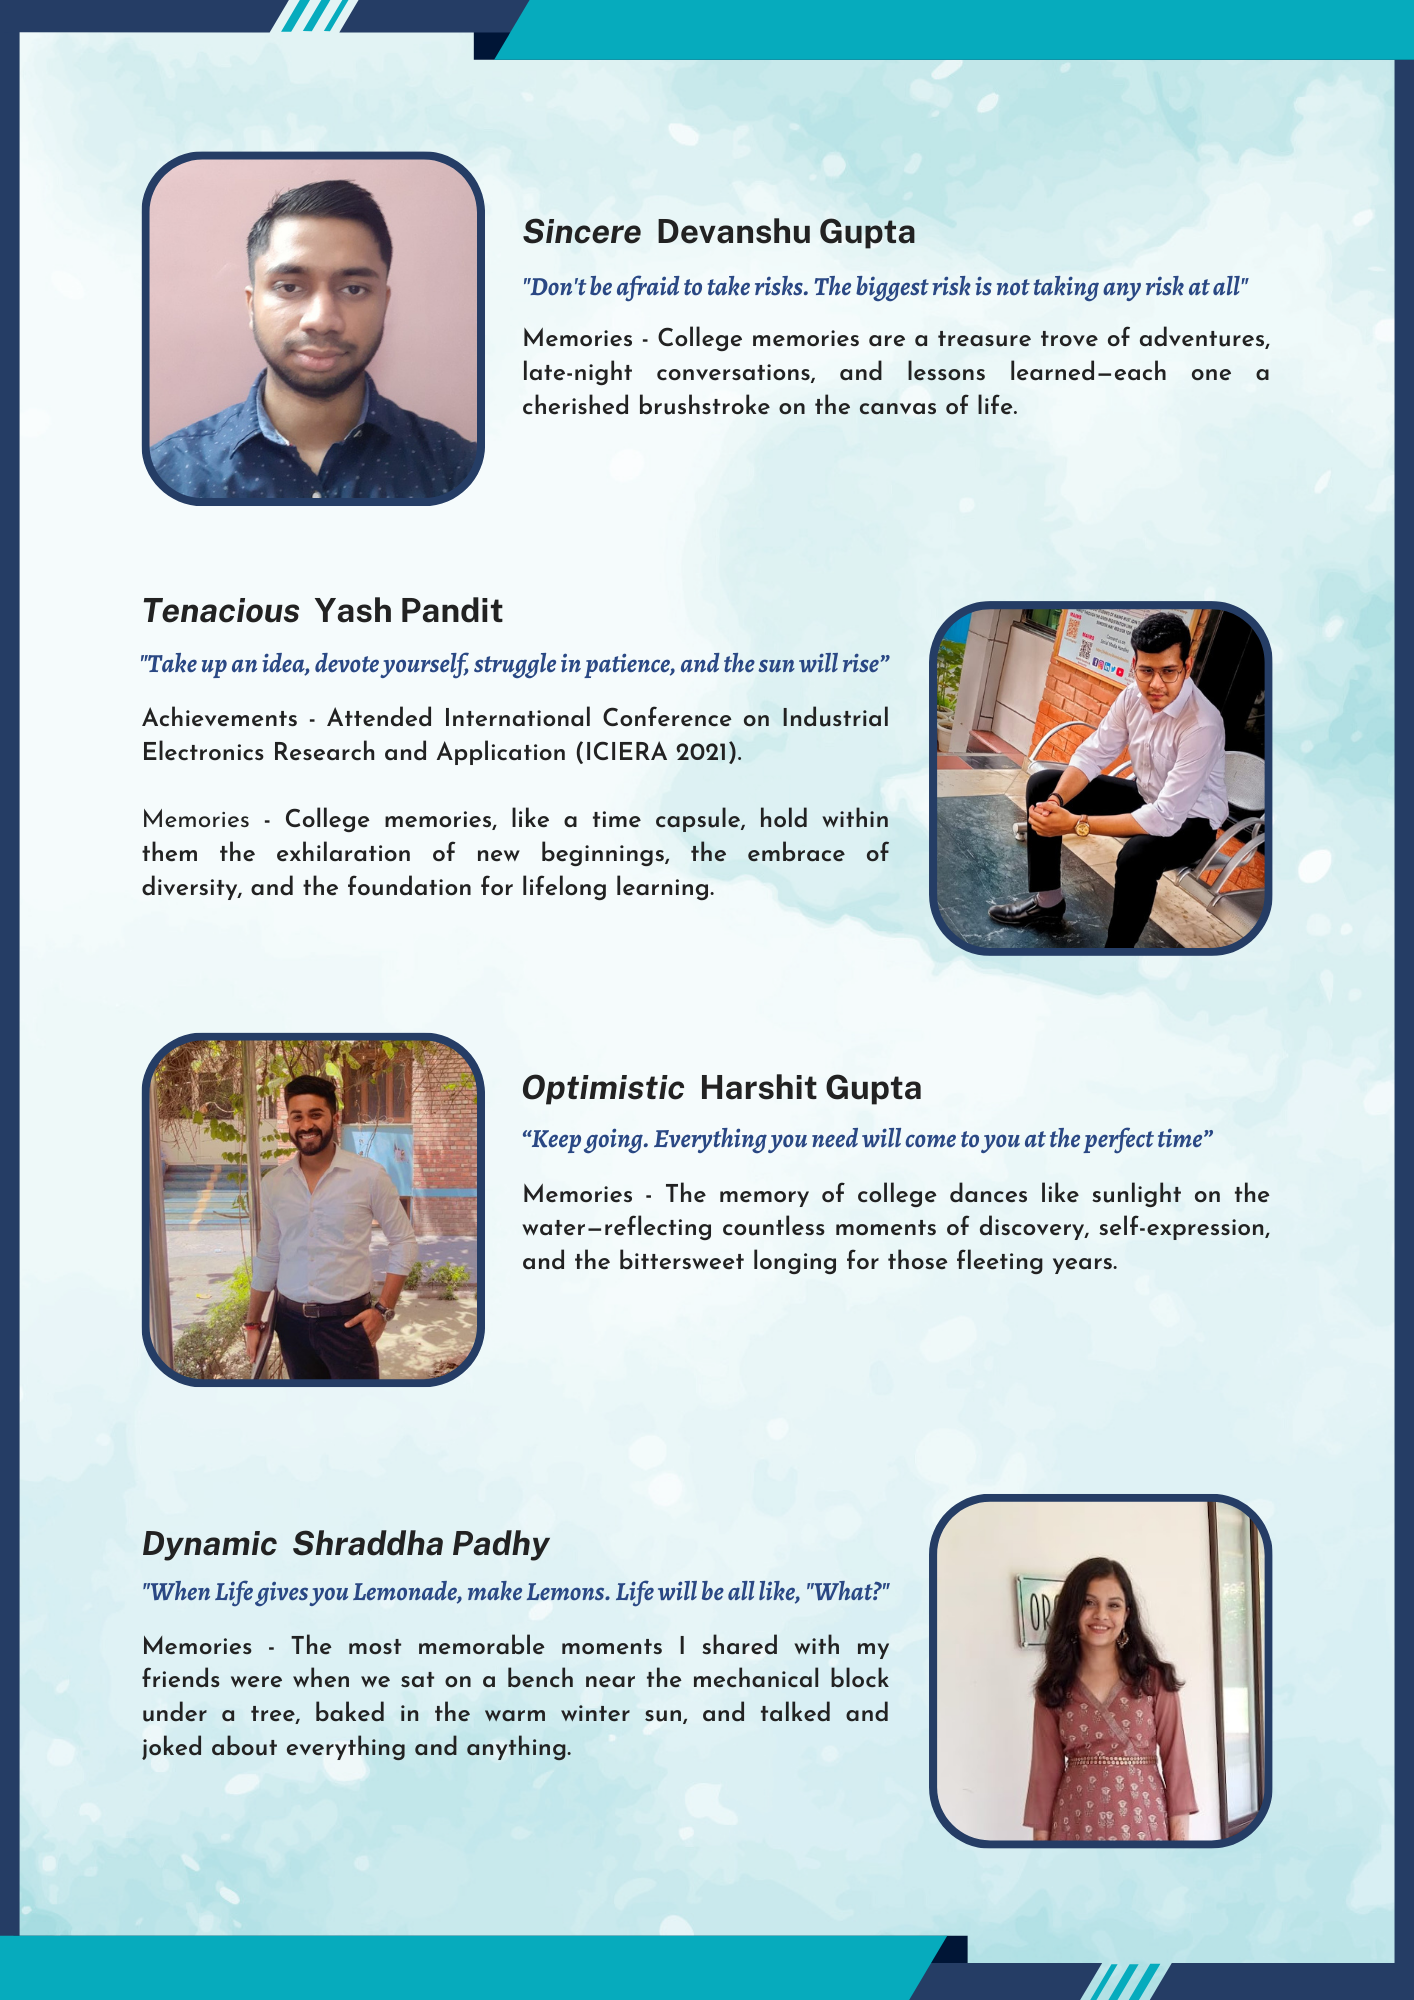 Sincere Devanshu Gupta
"Don't be afraid to take risks. The biggest risk is not taking any risk at all"
Memories - College memories are a treasure trove of adventures,
late-night conversations, and lessons learned—each one a
cherished brushstroke on the canvas of life.
Tenacious Yash Pandit
"Take up an idea, devote yourself, struggle in patience, and the sun will rise”
Achievements - Attended International Conference on Industrial
Electronics Research and Application (ICIERA 2021).
Memories - College memories, like a time capsule, hold within
them the exhilaration of new beginnings, the embrace of
diversity, and the foundation for lifelong learning.
Optimistic Harshit Gupta
“Keep going. Everything you need will come to you at the perfect time”
Memories - The memory of college dances like sunlight on the
water—reflecting countless moments of discovery, self-expression,
and the bittersweet longing for those fleeting years.
Dynamic Shraddha Padhy
"When Life gives you Lemonade, make Lemons. Life will be all like, "What?"
Memories - The most memorable moments I shared with my
friends were when we sat on a bench near the mechanical block
under a tree, baked in the warm winter sun, and talked and
joked about everything and anything.